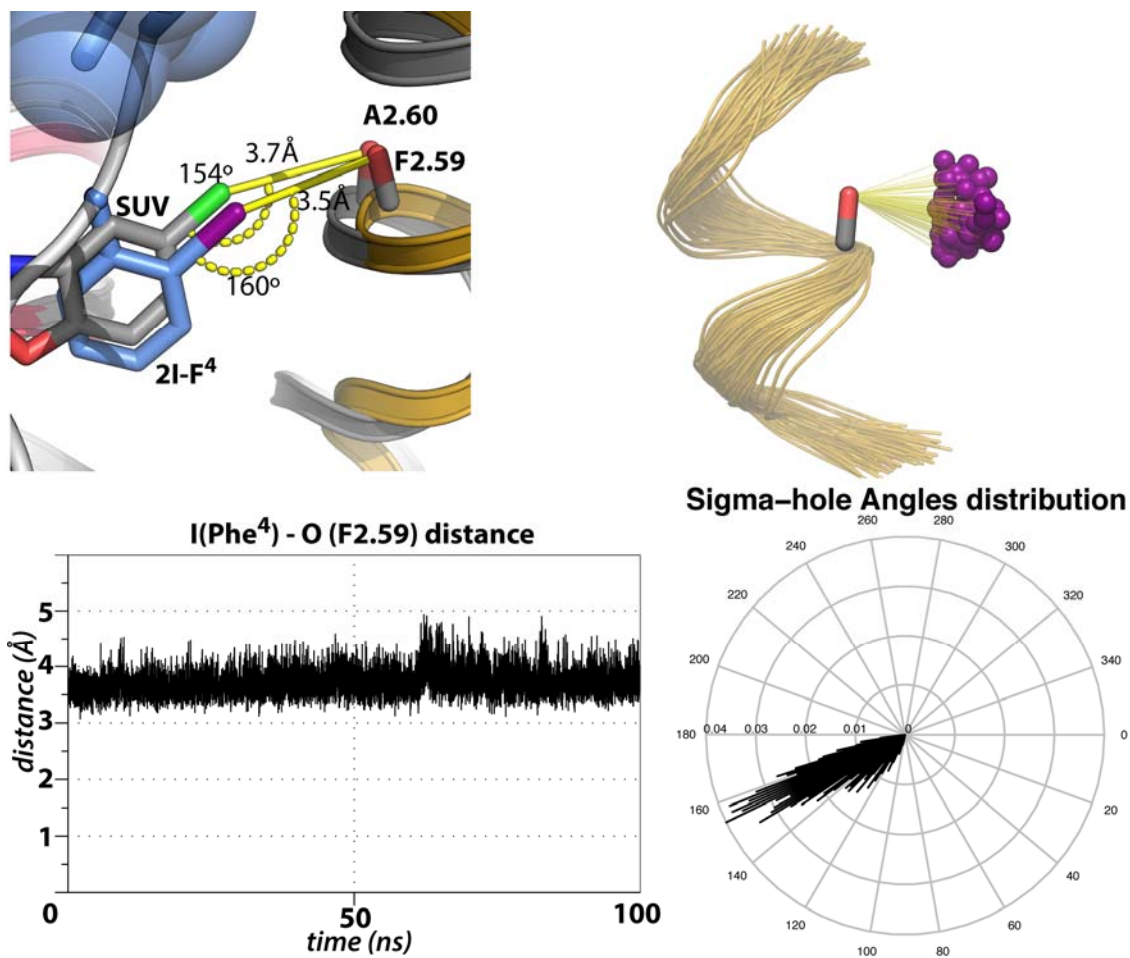 A2.60
3.7Å
F2.59
154º
SUV
3.5Å
160º
2I-F⁴
I(Phe⁴) - O (F2.59) distance
distance (Å)
5
4
3
2
1
0
50
100
time (ns)
Sigma−hole Angles distribution
260
280
240
300
220
320
200
340
180
0.04
0.03
0.02
0.01
0
0
160
20
140
40
120
60
100
80